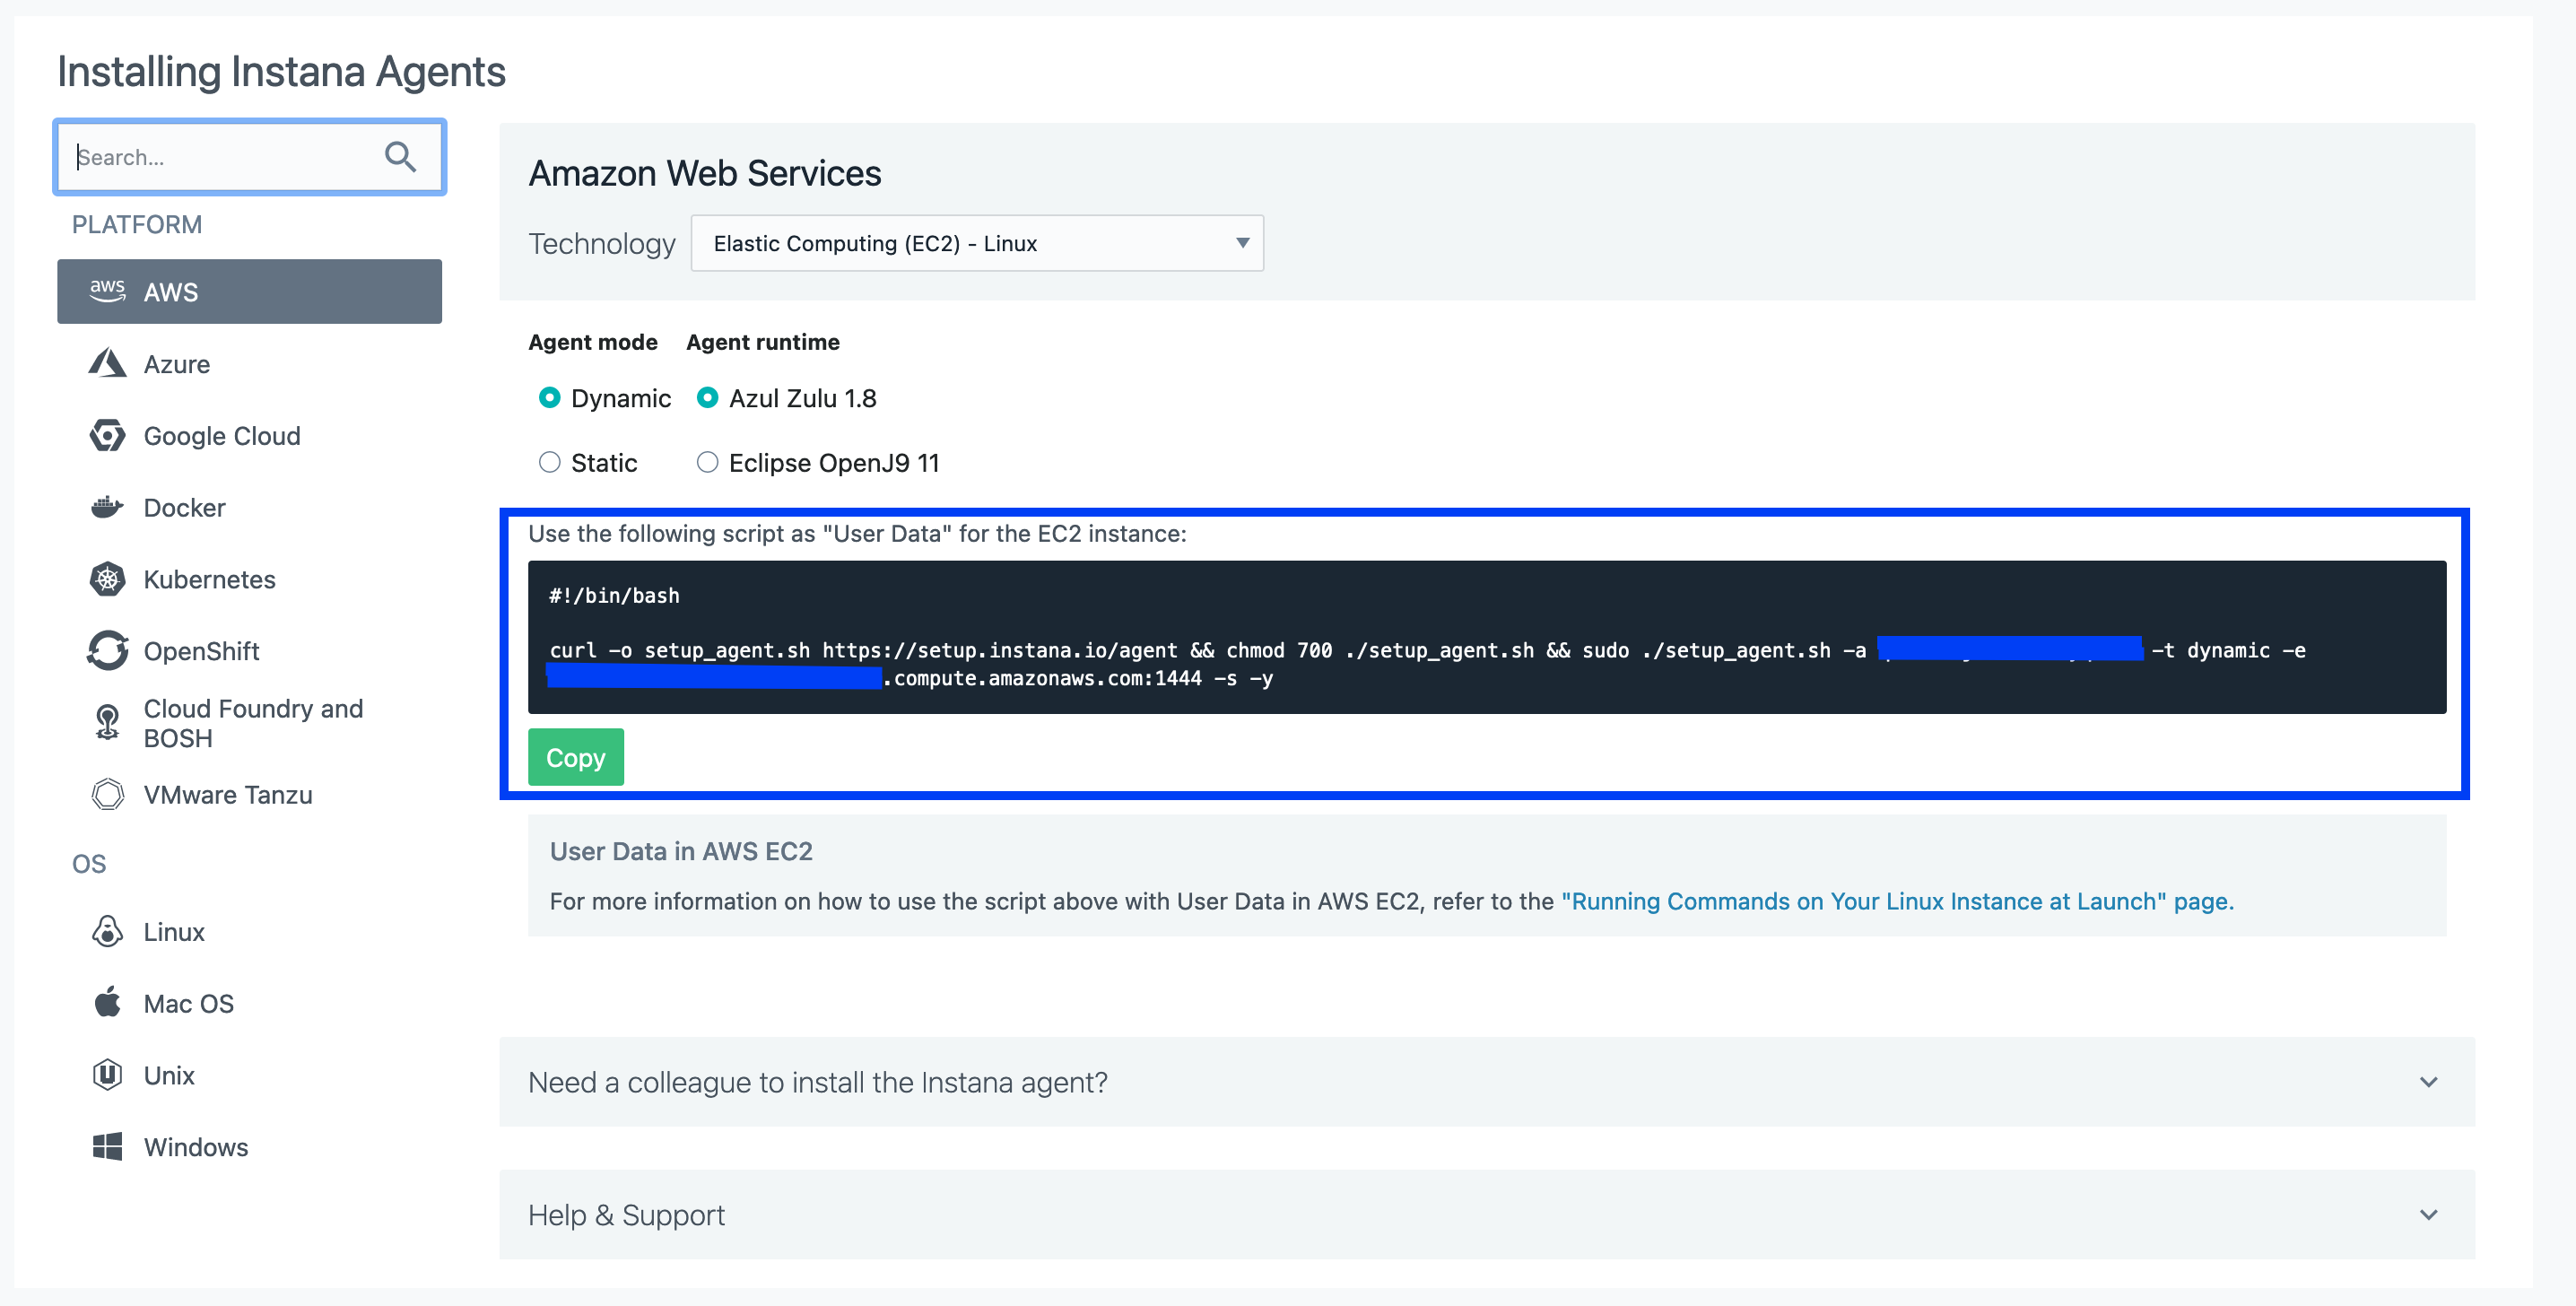 Installing Instana Agents
Search...
PLATFORM
aws AWS
Azure
Google Cloud
Docker
Kubernetes
OpenShift
Cloud Foundry and
BOSH
VMware Tanzu
OS
Linux
Mac OS
Unix
Windows
Amazon Web Services
Technology Elastic Computing (EC2) - Linux
Agent mode Agent runtime
Dynamic Azul Zulu 1.8
Static Eclipse OpenJ9 11
Use the following script as "User Data" for the EC2 instance:
#!/bin/bash
curl -o setup_agent.sh https://setup.instana.io/agent && chmod 700 ./setup_agent.sh && sudo ./setup_agent.sh -a -t dynamic -e
.compute.amazonaws.com:1444 -s -y
Copy
User Data in AWS EC2
For more information on how to use the script above with User Data in AWS EC2, refer to the "Running Commands on Your Linux Instance at Launch" page.
Need a colleague to install the Instana agent?
Help & Support